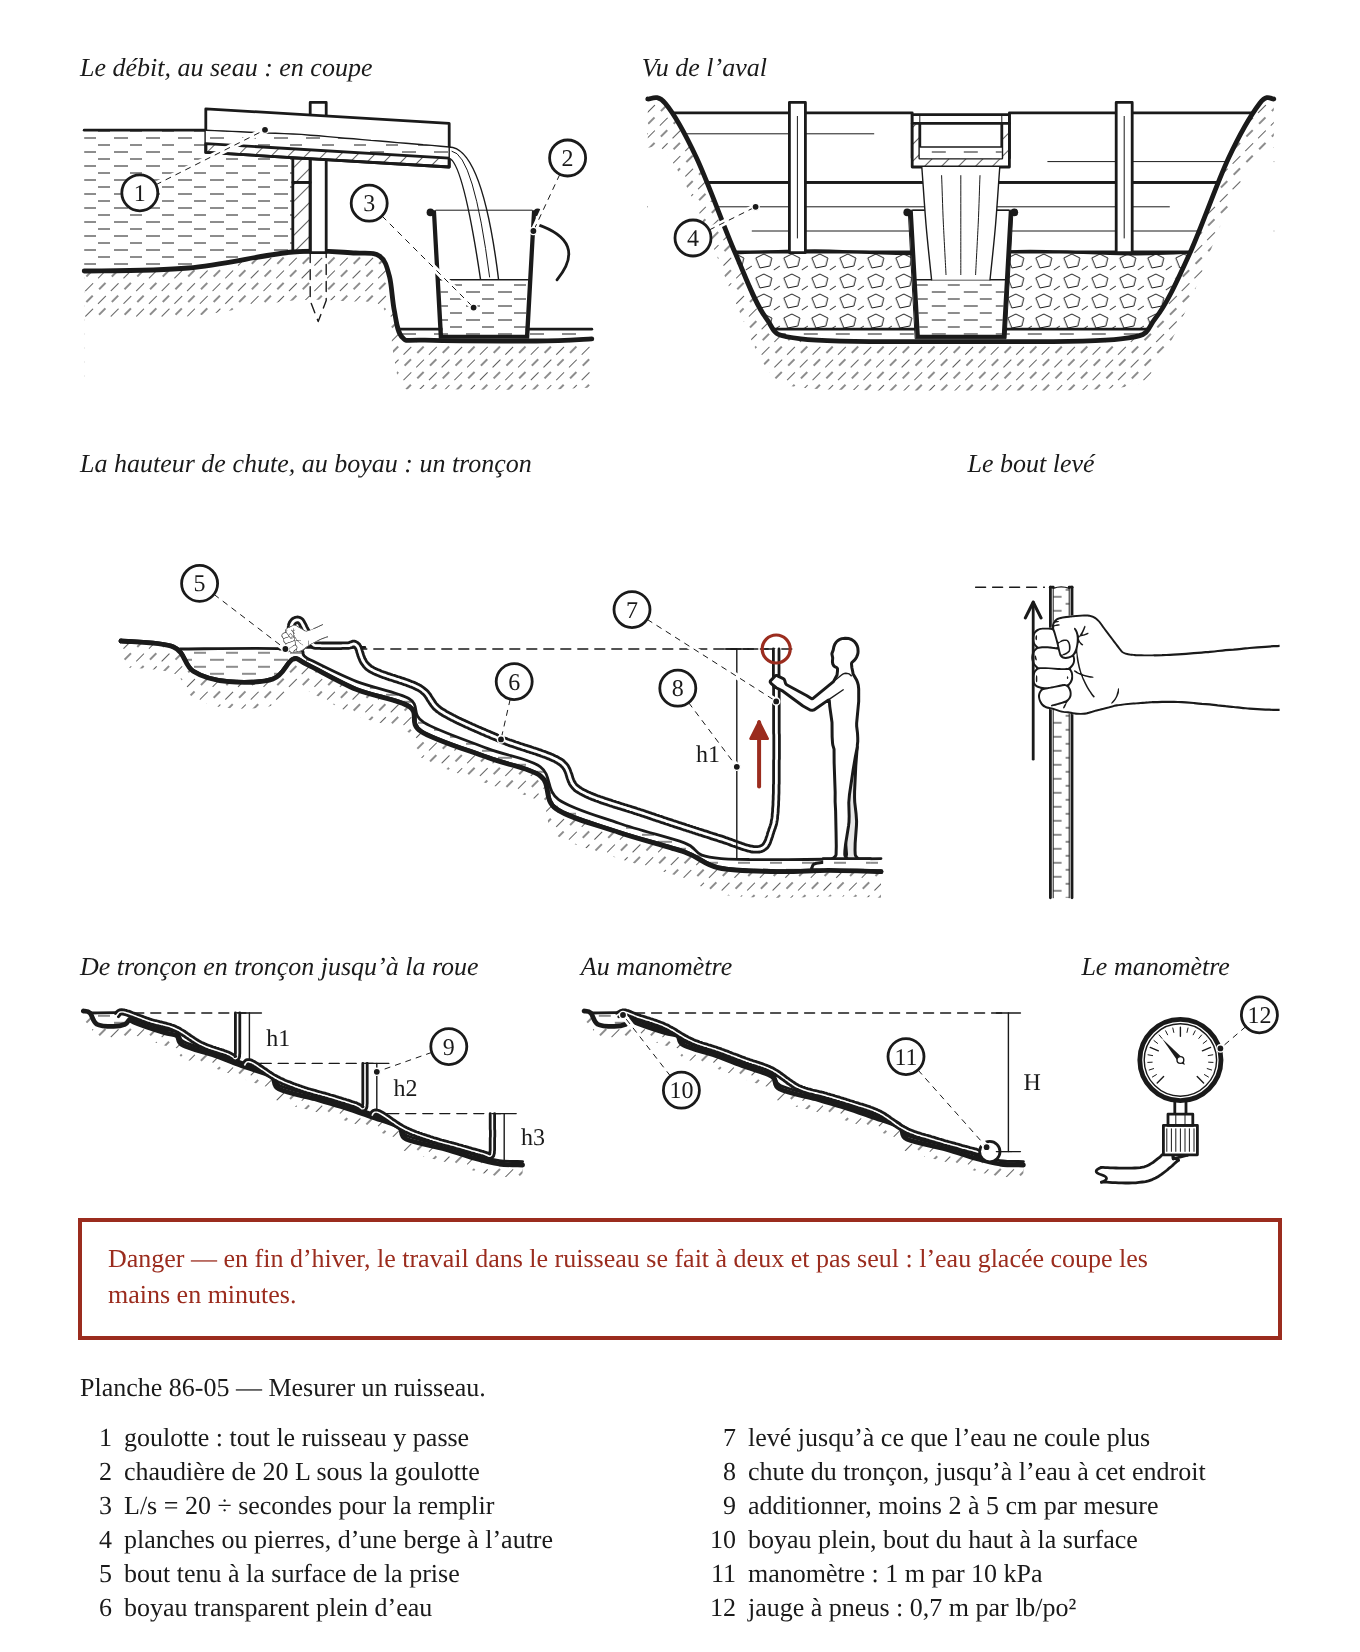 Le débit, au seau : en coupe
Vu de l’aval
1
2
3
4
La hauteur de chute, au boyau : un tronçon
Le bout levé
5
6
7
8
h1
De tronçon en tronçon jusqu’à la roue
Au manomètre
Le manomètre
h1
h2
h3
9
10
11
H
12
Danger — en fin d’hiver, le travail dans le ruisseau se fait à deux et pas seul : l’eau glacée coupe les
mains en minutes.
Planche 86-05 — Mesurer un ruisseau.
1 goulotte : tout le ruisseau y passe
2 chaudière de 20 L sous la goulotte
3 L/s = 20 ÷ secondes pour la remplir
4 planches ou pierres, d’une berge à l’autre
5 bout tenu à la surface de la prise
6 boyau transparent plein d’eau
7 levé jusqu’à ce que l’eau ne coule plus
8 chute du tronçon, jusqu’à l’eau à cet endroit
9 additionner, moins 2 à 5 cm par mesure
10 boyau plein, bout du haut à la surface
11 manomètre : 1 m par 10 kPa
12 jauge à pneus : 0,7 m par lb/po²